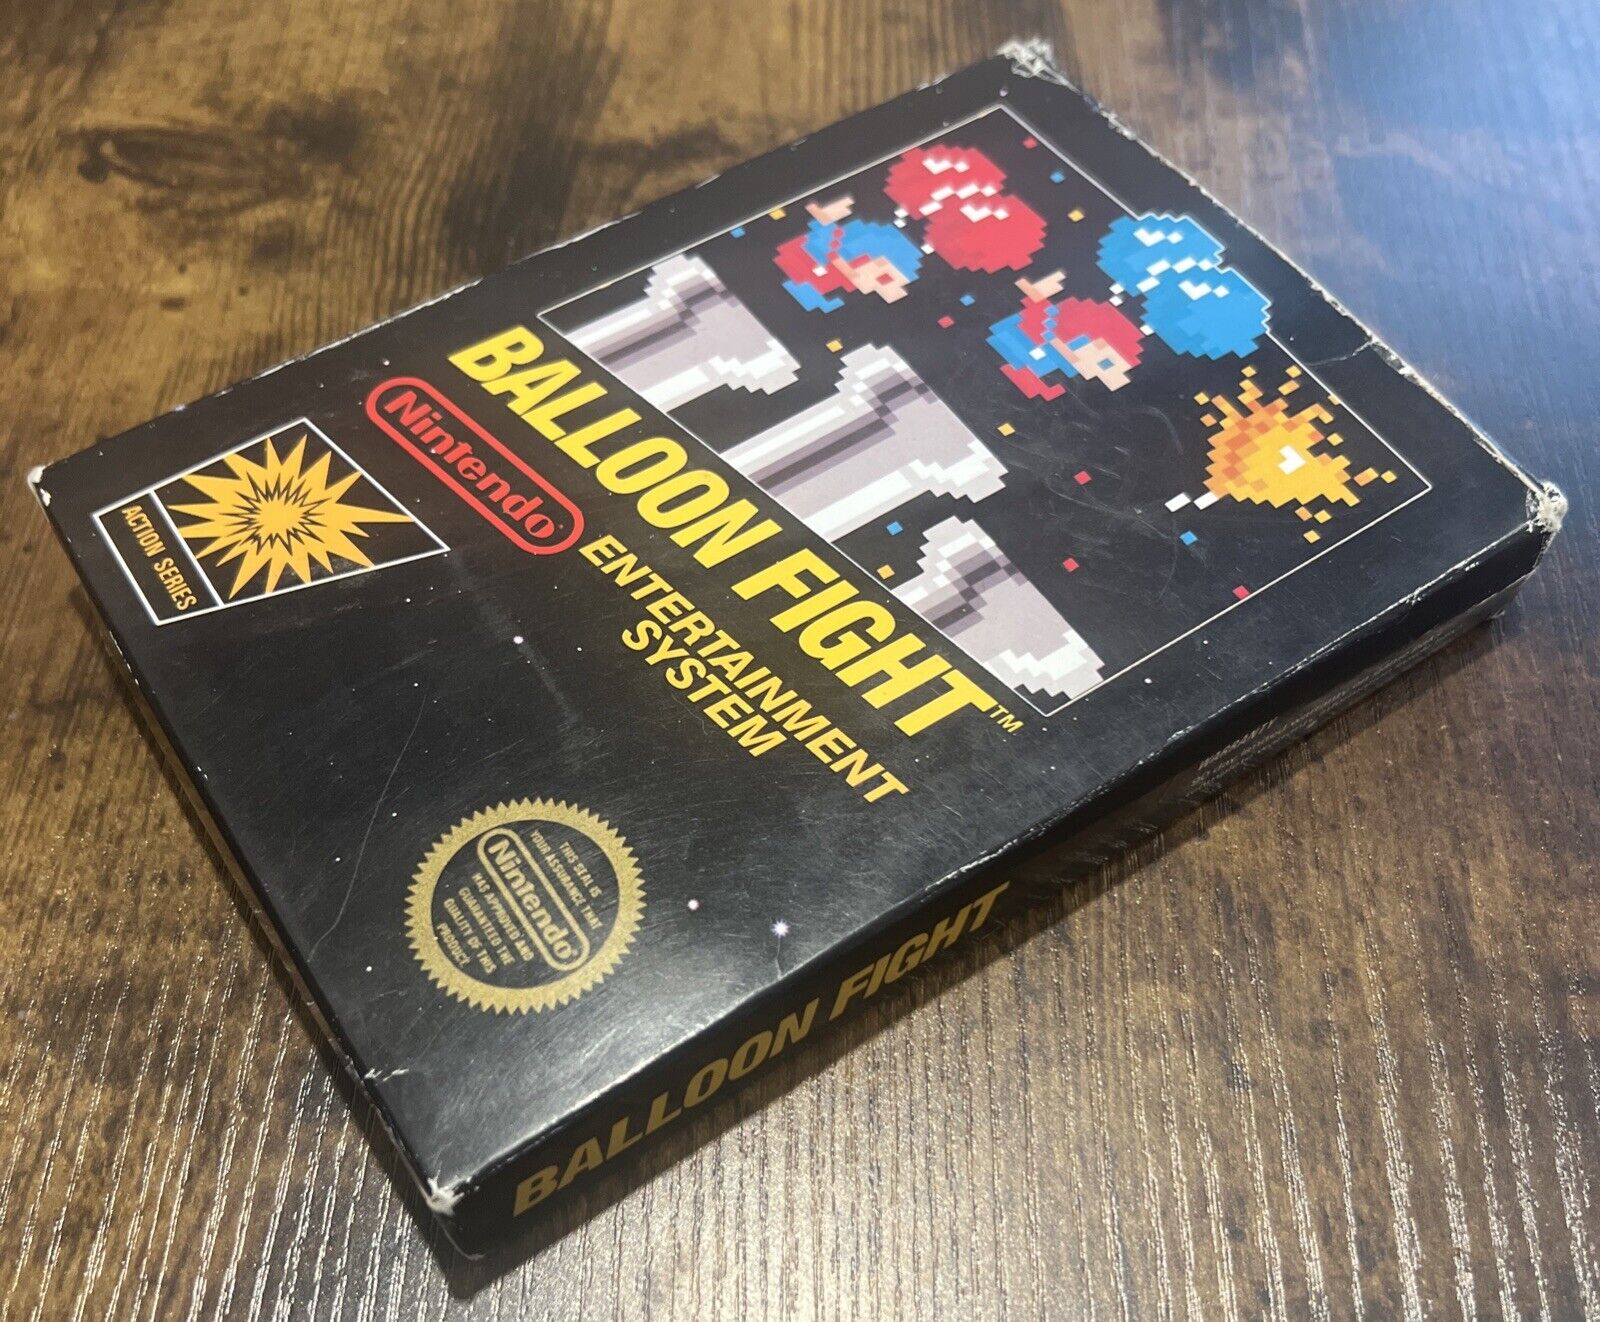 BALLOON FIGHT™
Nintendo
ENTERTAINMENT
SYSTEM
ACTION SERIES
THIS SEAL IS
YOUR ASSURANCE THAT
Nintendo
HAS APPROVED AND
GUARANTEED THE
QUALITY OF THIS
PRODUCT.
BALLOON FIGHT